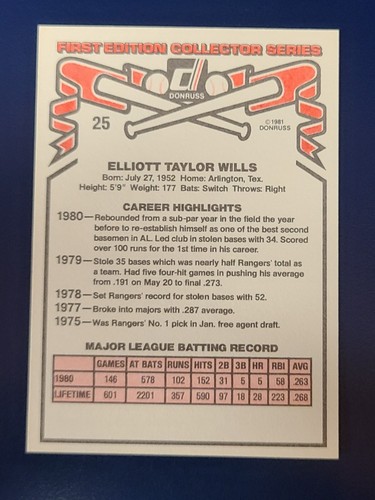 FIRST EDITION COLLECTOR SERIES
DONRUSS
25
© 1981
DONRUSS
ELLIOTT TAYLOR WILLS
Born: July 27, 1952 Home: Arlington, Tex.
Height: 5'9" Weight: 177 Bats: Switch Throws: Right
CAREER HIGHLIGHTS
1980—Rebounded from a sub-par year in the field the year
before to re-establish himself as one of the best second
basemen in AL. Led club in stolen bases with 34. Scored
over 100 runs for the 1st time in his career.
1979—Stole 35 bases which was nearly half Rangers' total as
a team. Had five four-hit games in pushing his average
from .191 on May 20 to final .273.
1978—Set Rangers' record for stolen bases with 52.
1977—Broke into majors with .287 average.
1975—Was Rangers' No. 1 pick in Jan. free agent draft.
MAJOR LEAGUE BATTING RECORD
GAMES AT BATS RUNS HITS 2B 3B HR RBI AVG
1980 146 578 102 152 31 5 5 58 .263
LIFETIME 601 2201 357 590 97 18 28 223 .268